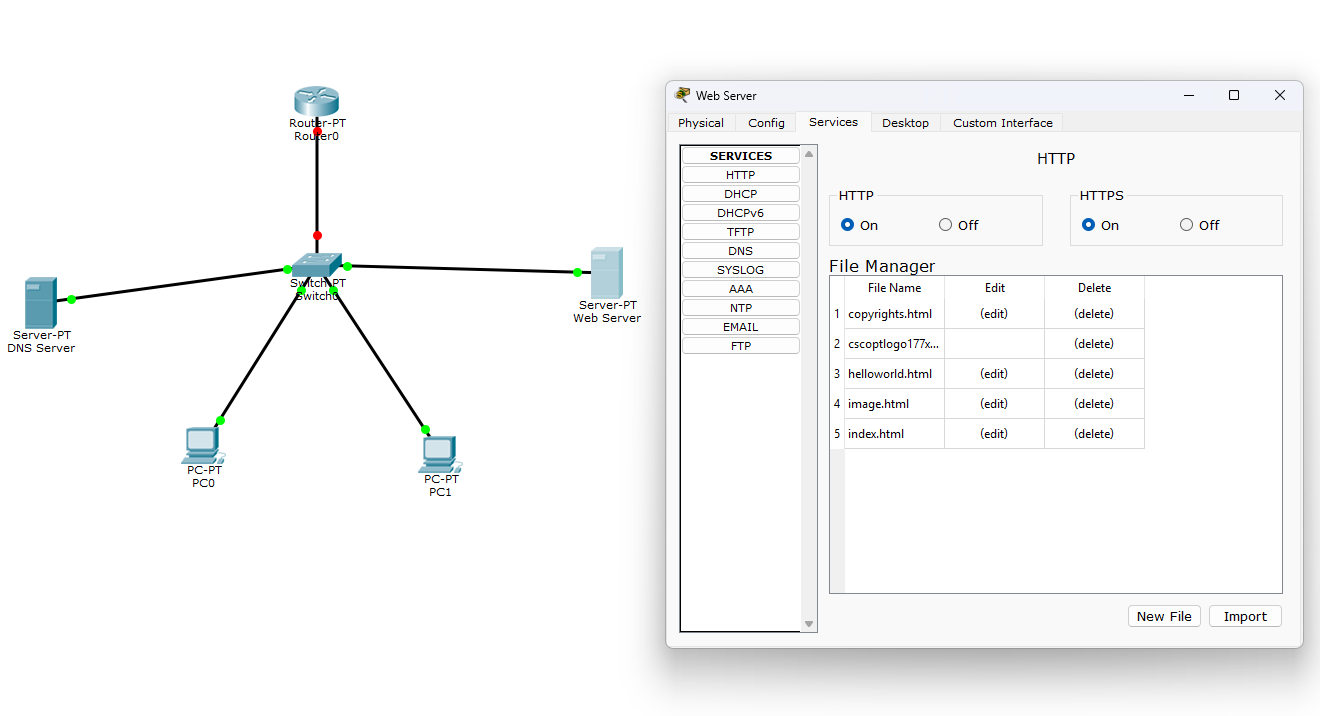 Router-PT
Router0
Switch-PT
Switch0
Server-PT
DNS Server
Server-PT
Web Server
PC-PT
PC0
PC-PT
PC1
Web Server
Physical Config Services Desktop Custom Interface
SERVICES
HTTP
DHCP
DHCPv6
TFTP
DNS
SYSLOG
AAA
NTP
EMAIL
FTP
HTTP
HTTP
On Off
HTTPS
On Off
File Manager
File Name Edit Delete
1 copyrights.html (edit) (delete)
2 cscoptlogo177x... (delete)
3 helloworld.html (edit) (delete)
4 image.html (edit) (delete)
5 index.html (edit) (delete)
New File Import